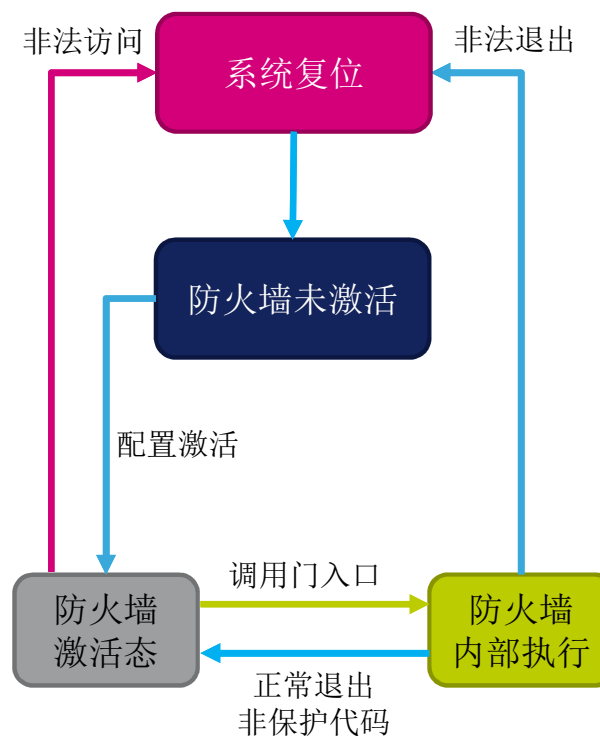 非法访问
非法退出
系统复位
防火墙未激活
配置激活
调用门入口
防火墙
激活态
防火墙
内部执行
正常退出
非保护代码